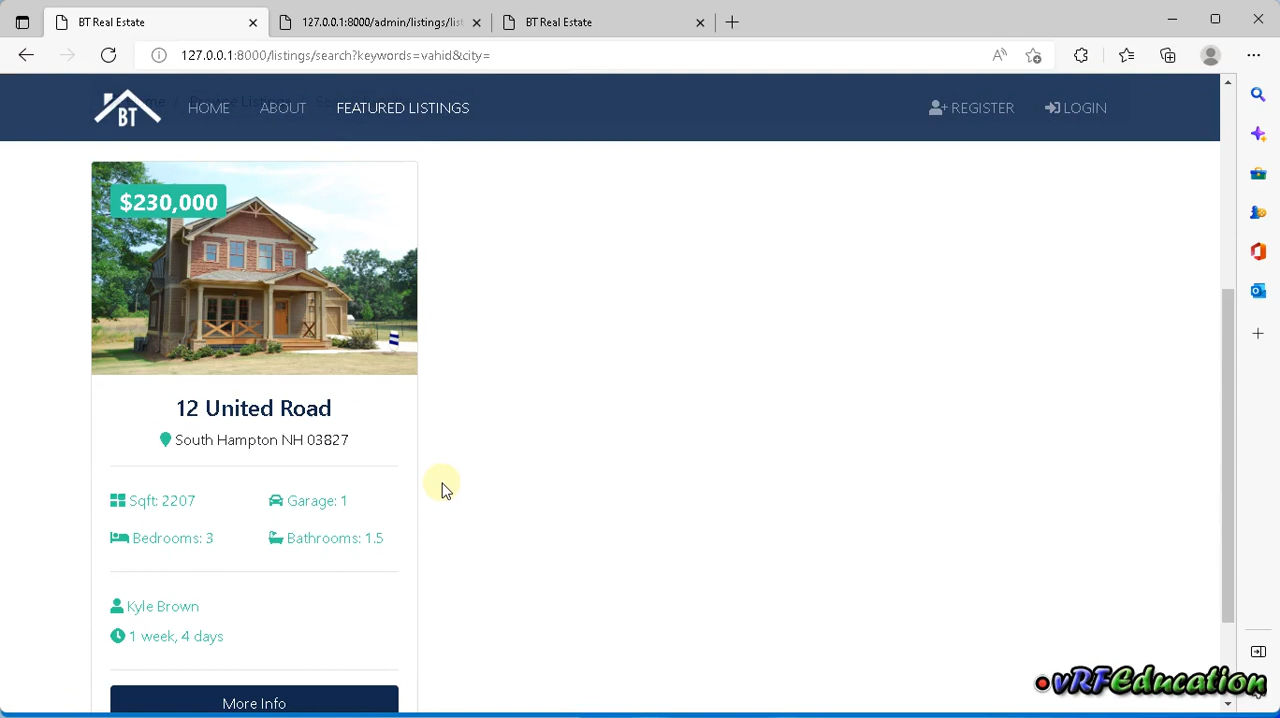 BT Real Estate
127.0.0.1:8000/admin/listings/list
BT Real Estate
127.0.0.1:8000/listings/search?keywords=vahid&city=
BT
HOME
ABOUT
FEATURED LISTINGS
REGISTER
LOGIN
$230,000
12 United Road
South Hampton NH 03827
Sqft: 2207
Garage: 1
Bedrooms: 3
Bathrooms: 1.5
Kyle Brown
1 week, 4 days
More Info
vRFEducation